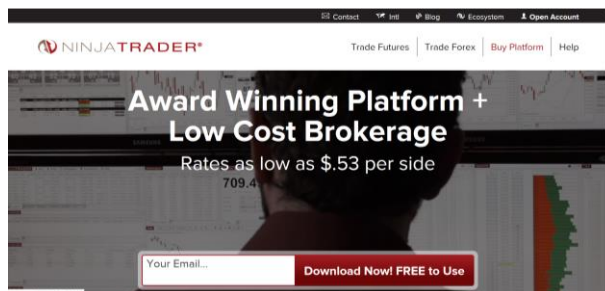 Contact Intl Blog Ecosystem Open Account
NINJATRADER®
Trade Futures Trade Forex Buy Platform Help
Award Winning Platform +
Low Cost Brokerage
Rates as low as $.53 per side
709.4
Your Email...
Download Now! FREE to Use